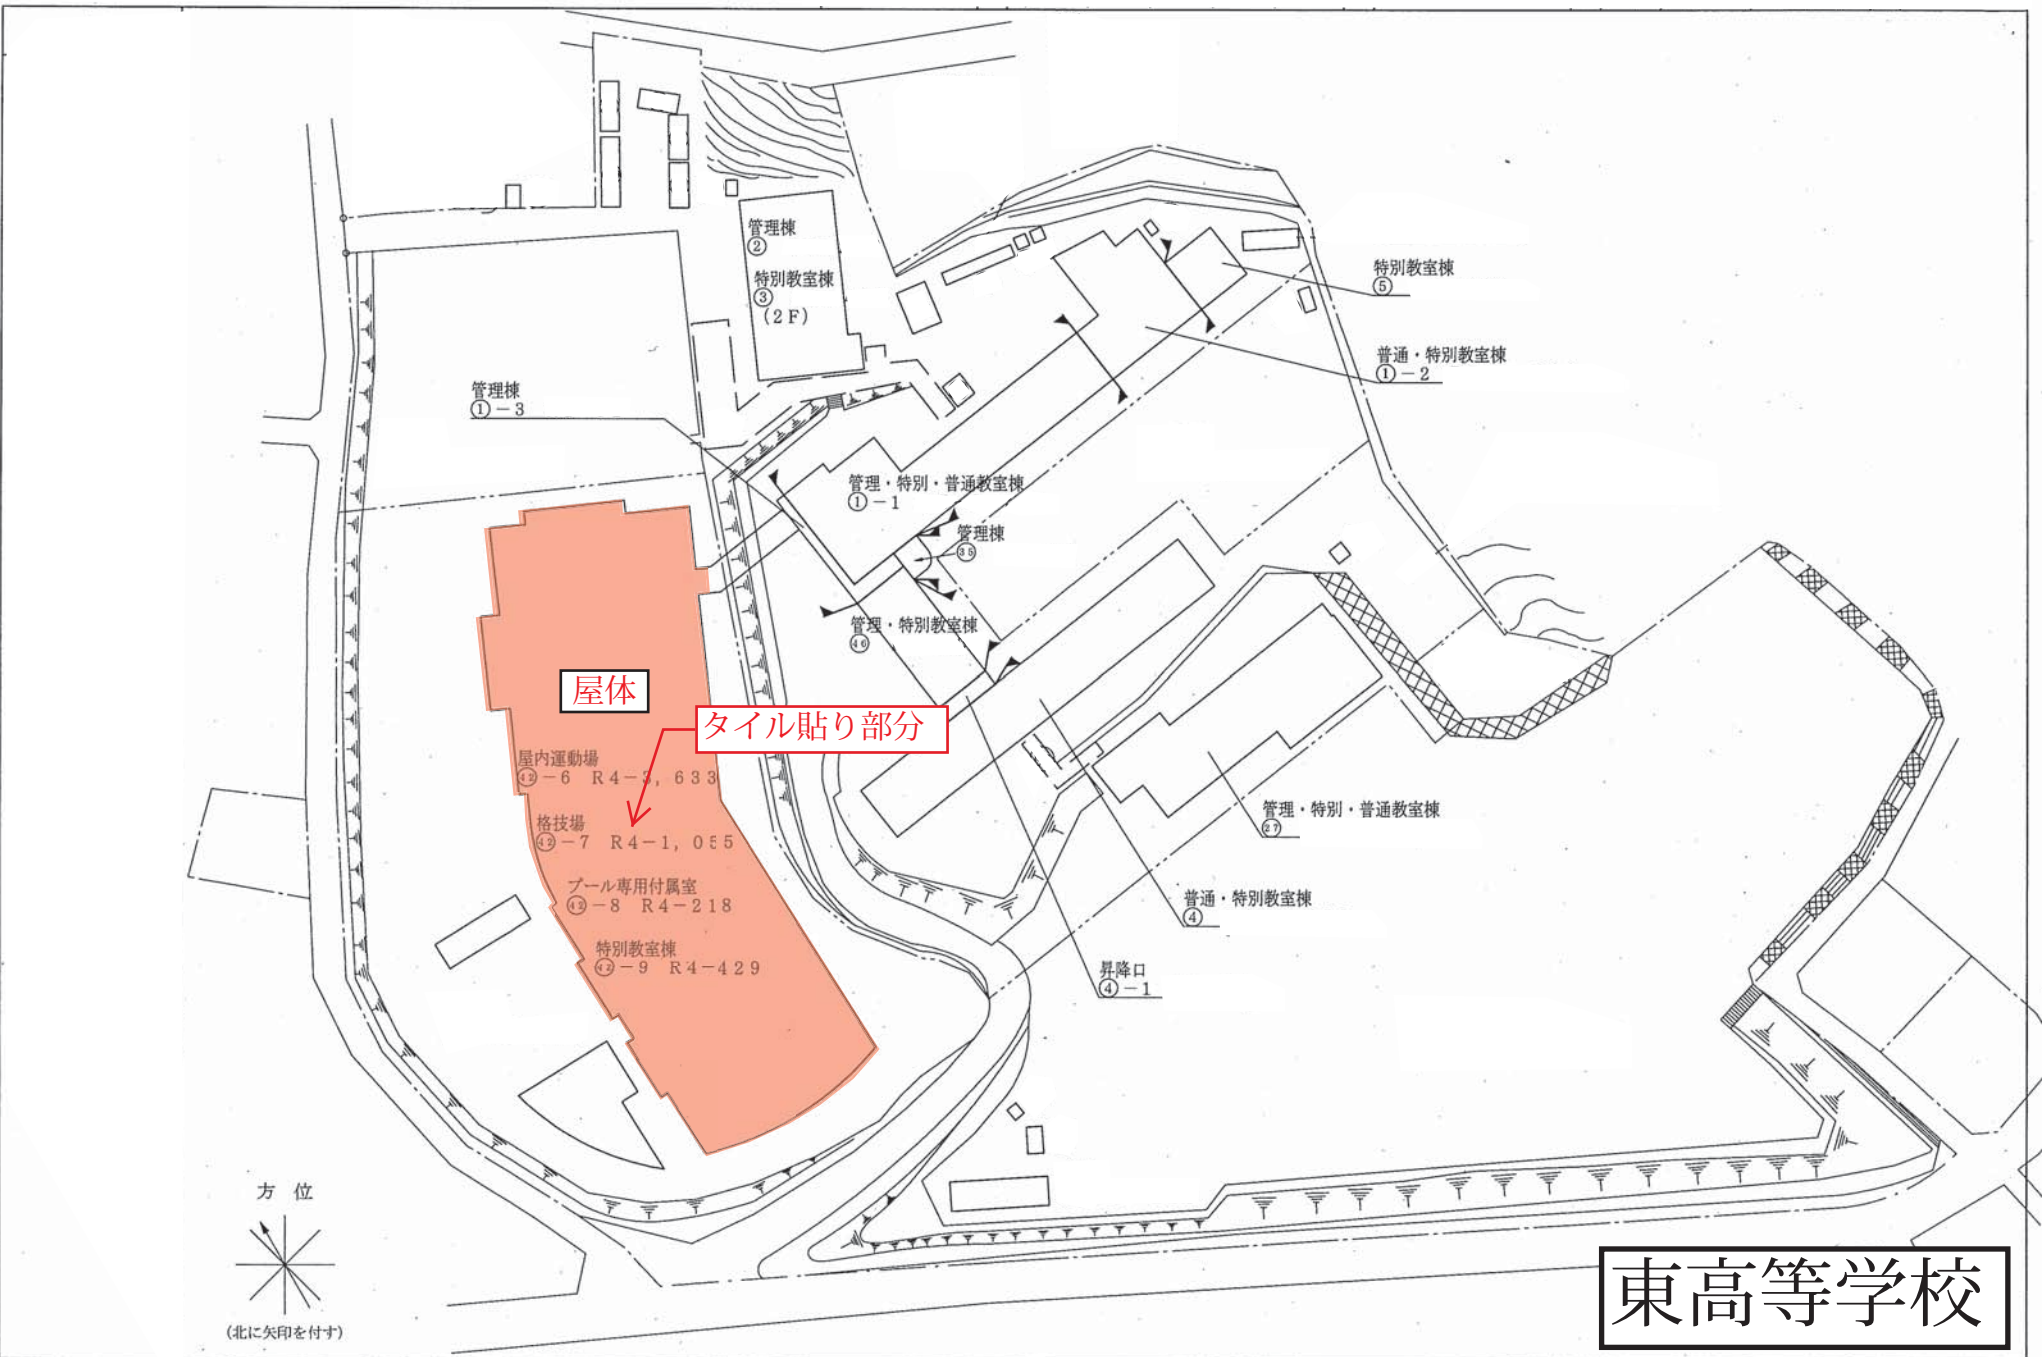 管理棟
②
特別教室棟
③
(2F)
特別教室棟
⑤
普通・特別教室棟
①－2
管理棟
①－3
管理・特別・普通教室棟
①－1
管理棟
㉟
管理・特別教室棟
㊻
屋体
タイル貼り部分
屋内運動場
㊷－6 R4－3,633
格技場
㊷－7 R4－1,055
プール専用付属室
㊷－8 R4－218
特別教室棟
㊷－9 R4－429
管理・特別・普通教室棟
㉗
普通・特別教室棟
④
昇降口
④－1
方位
(北に矢印を付す)
東高等学校